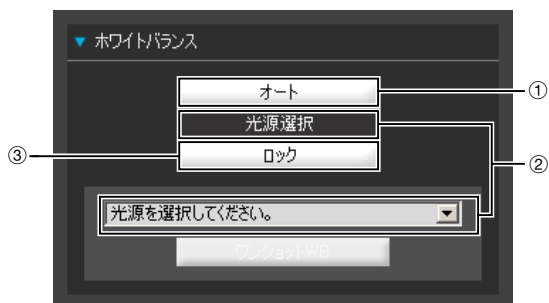 ホワイトバランス
オート
①
光源選択
③
ロック
②
光源を選択してください。
ワンショットWB